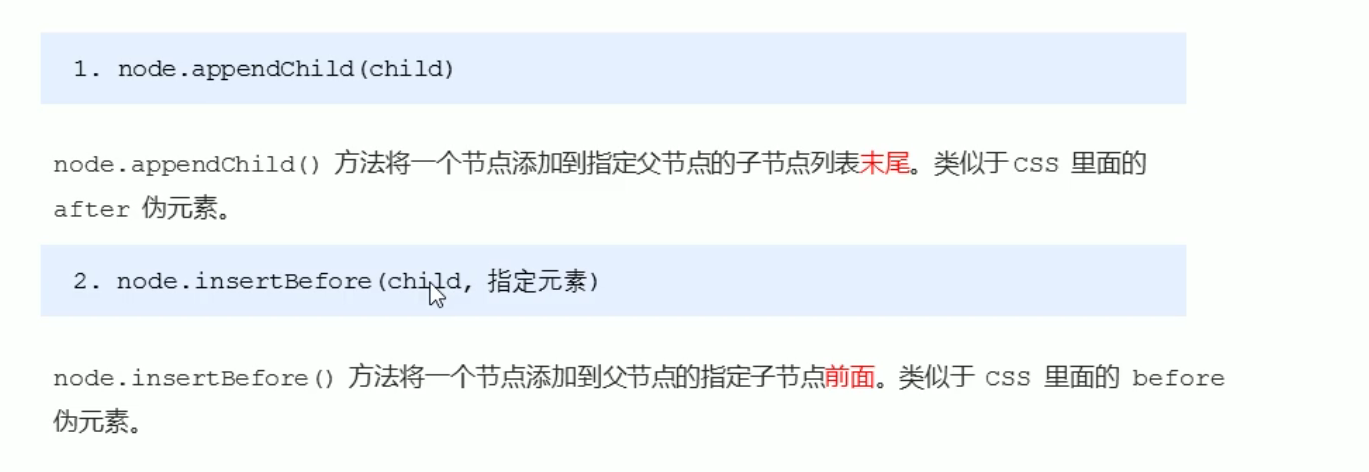 1. node.appendChild(child)
node.appendChild() 方法将一个节点添加到指定父节点的子节点列表末尾。类似于CSS 里面的
after 伪元素。
2. node.insertBefore(child, 指定元素)
node.insertBefore() 方法将一个节点添加到父节点的指定子节点前面。类似于 CSS 里面的 before
伪元素。